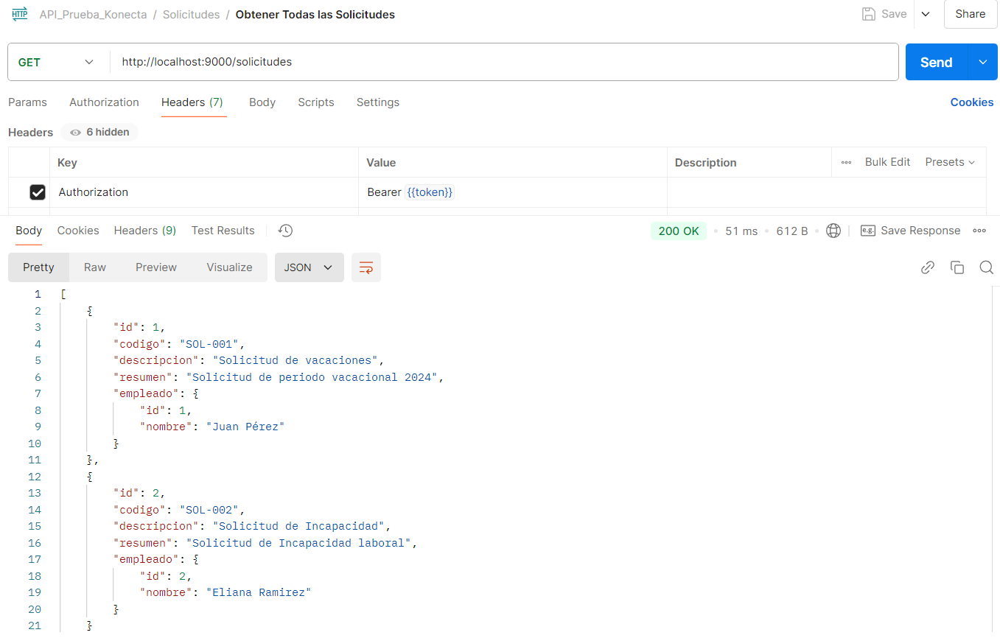 HTTP API_Prueba_Konecta / Solicitudes / Obtener Todas las Solicitudes Save Share
GET http://localhost:9000/solicitudes Send
Params Authorization Headers (7) Body Scripts Settings Cookies
Headers 6 hidden
Key Value Description Bulk Edit Presets
Authorization Bearer {{token}}
Body Cookies Headers (9) Test Results 200 OK • 51 ms • 612 B • e.g. Save Response
Pretty Raw Preview Visualize JSON
1 [
2 {
3 "id": 1,
4 "codigo": "SOL-001",
5 "descripcion": "Solicitud de vacaciones",
6 "resumen": "Solicitud de periodo vacacional 2024",
7 "empleado": {
8 "id": 1,
9 "nombre": "Juan Pérez"
10 }
11 },
12 {
13 "id": 2,
14 "codigo": "SOL-002",
15 "descripcion": "Solicitud de Incapacidad",
16 "resumen": "Solicitud de Incapacidad laboral",
17 "empleado": {
18 "id": 2,
19 "nombre": "Eliana Ramirez"
20 }
21 }